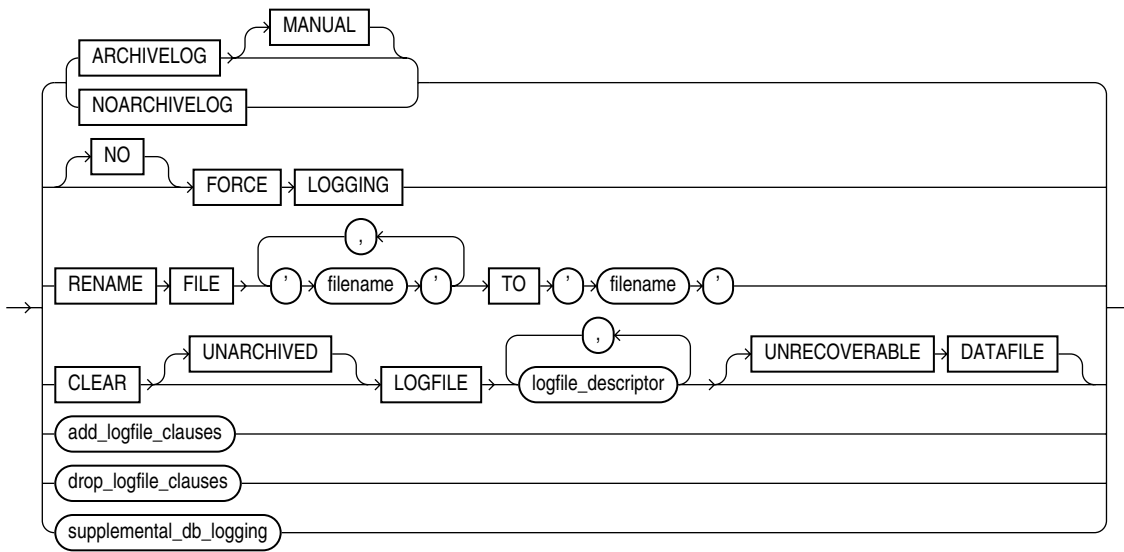 MANUAL
ARCHIVELOG
NOARCHIVELOG
NO
FORCE LOGGING
,
RENAME FILE ' filename ' TO ' filename '
,
UNARCHIVED UNRECOVERABLE DATAFILE
CLEAR LOGFILE logfile_descriptor
add_logfile_clauses
drop_logfile_clauses
supplemental_db_logging